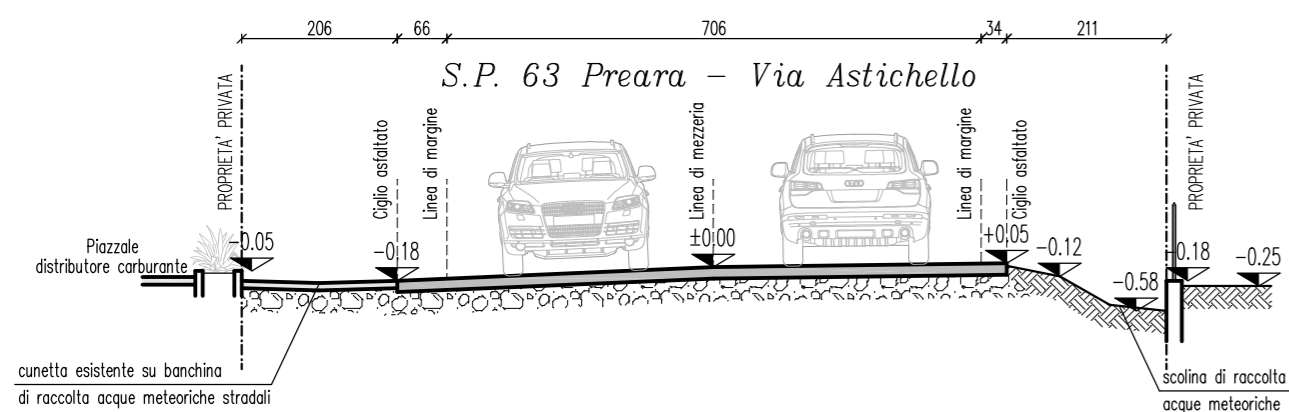 206 66 706 34 211
S.P. 63 Preara – Via Astichello
PROPRIETA' PRIVATA
Ciglio asfaltato
Linea di margine
Linea di mezzeria
Linea di margine
Ciglio asfaltato
PROPRIETA' PRIVATA
Piazzale
distributore carburante
-0.05
-0.18
±0.00
+0.05
-0.12
-0.58
-0.18
-0.25
cunetta esistente su banchina
di raccolta acque meteoriche stradali
scolina di raccolta
acque meteoriche